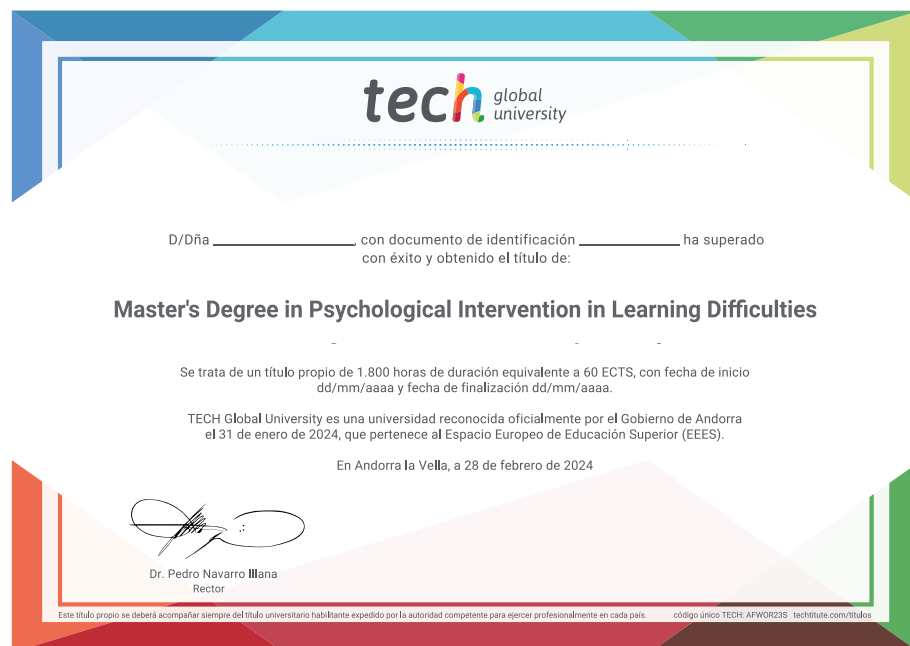 tech global university
D/Dña ______________, con documento de identificación __________ ha superado
con éxito y obtenido el título de:
Master's Degree in Psychological Intervention in Learning Difficulties
Se trata de un título propio de 1.800 horas de duración equivalente a 60 ECTS, con fecha de inicio
dd/mm/aaaa y fecha de finalización dd/mm/aaaa.
TECH Global University es una universidad reconocida oficialmente por el Gobierno de Andorra
el 31 de enero de 2024, que pertenece al Espacio Europeo de Educación Superior (EEES).
En Andorra la Vella, a 28 de febrero de 2024
Dr. Pedro Navarro Illana
Rector
Este título propio se deberá acompañar siempre del título universitario habilitante expedido por la autoridad competente para ejercer profesionalmente en cada país. código único TECH: AFWOR23S techtitute.com/titulos